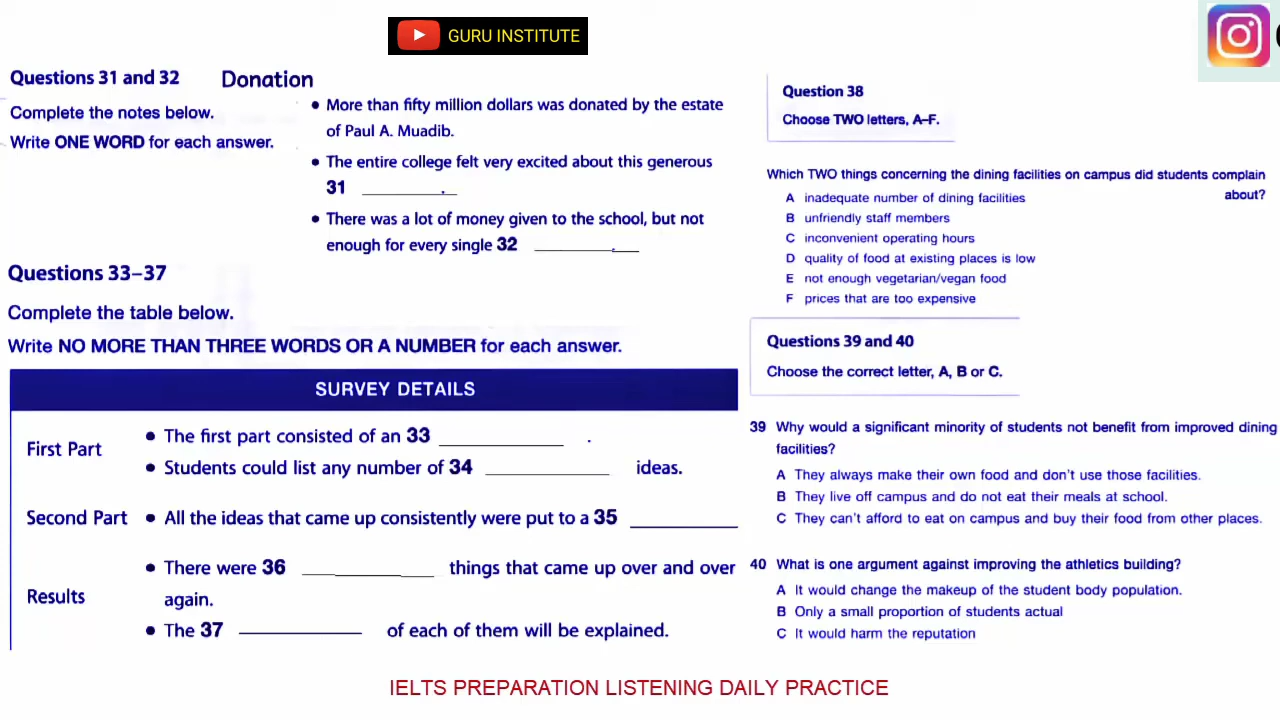 GURU INSTITUTE
Questions 31 and 32
Donation
Complete the notes below.
Write ONE WORD for each answer.
• More than fifty million dollars was donated by the estate
of Paul A. Muadib.
• The entire college felt very excited about this generous
31 ________.
• There was a lot of money given to the school, but not
enough for every single 32 ________.
Questions 33–37
Complete the table below.
Write NO MORE THAN THREE WORDS OR A NUMBER for each answer.
SURVEY DETAILS
First Part
• The first part consisted of an 33 ________ .
• Students could list any number of 34 ________ ideas.
Second Part
• All the ideas that came up consistently were put to a 35 ________
Results
• There were 36 ________ things that came up over and over
again.
• The 37 ________ of each of them will be explained.
Question 38
Choose TWO letters, A–F.
Which TWO things concerning the dining facilities on campus did students complain
about?
A inadequate number of dining facilities
B unfriendly staff members
C inconvenient operating hours
D quality of food at existing places is low
E not enough vegetarian/vegan food
F prices that are too expensive
Questions 39 and 40
Choose the correct letter, A, B or C.
39 Why would a significant minority of students not benefit from improved dining
facilities?
A They always make their own food and don't use those facilities.
B They live off campus and do not eat their meals at school.
C They can't afford to eat on campus and buy their food from other places.
40 What is one argument against improving the athletics building?
A It would change the makeup of the student body population.
B Only a small proportion of students actual
C It would harm the reputation
IELTS PREPARATION LISTENING DAILY PRACTICE